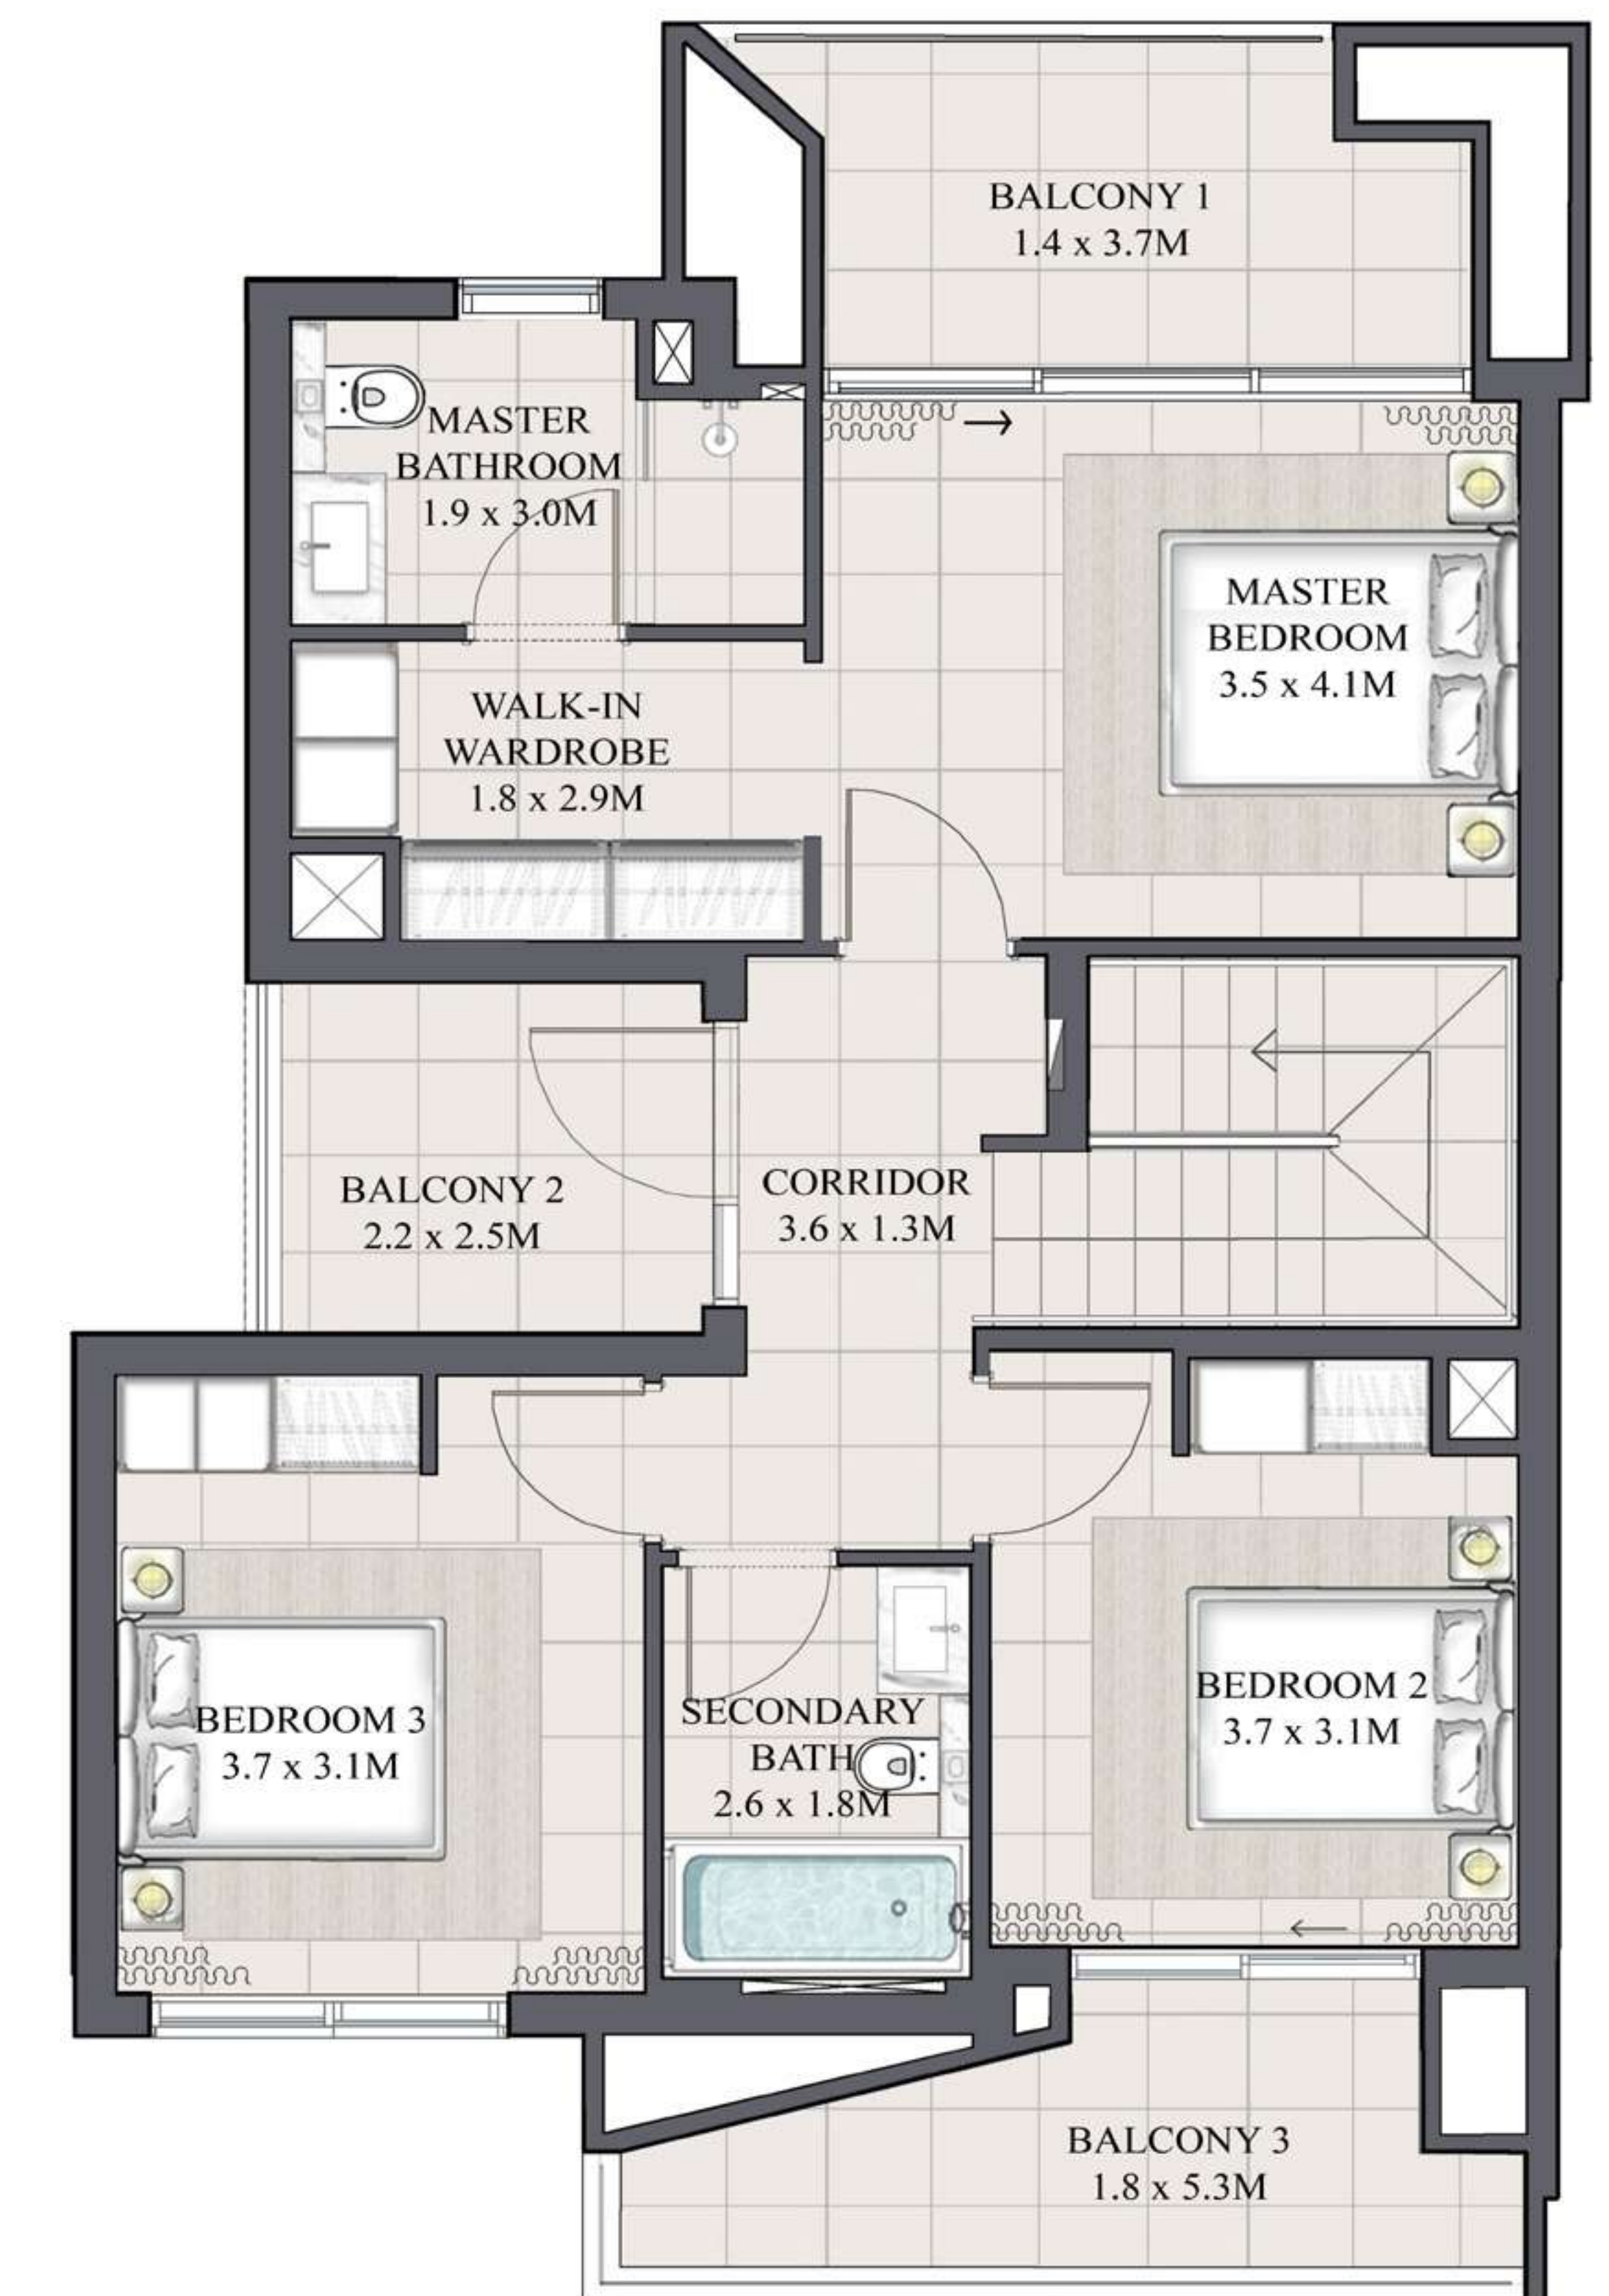 BALCONY 1
1.4 x 3.7M
MASTER
BATHROOM
1.9 x 3.0M
MASTER
BEDROOM
3.5 x 4.1M
WALK-IN
WARDROBE
1.8 x 2.9M
BALCONY 2
2.2 x 2.5M
CORRIDOR
3.6 x 1.3M
BEDROOM 3
3.7 x 3.1M
SECONDARY
BATH
2.6 x 1.8M
BEDROOM 2
3.7 x 3.1M
BALCONY 3
1.8 x 5.3M